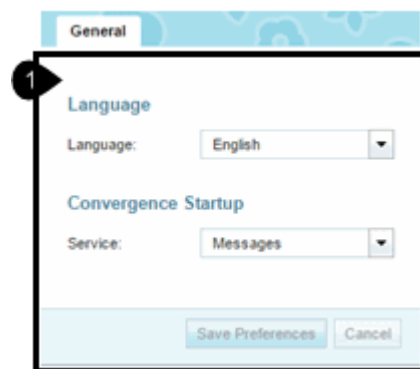 General
1
Language
Language: English
Convergence Startup
Service: Messages
Save Preferences Cancel